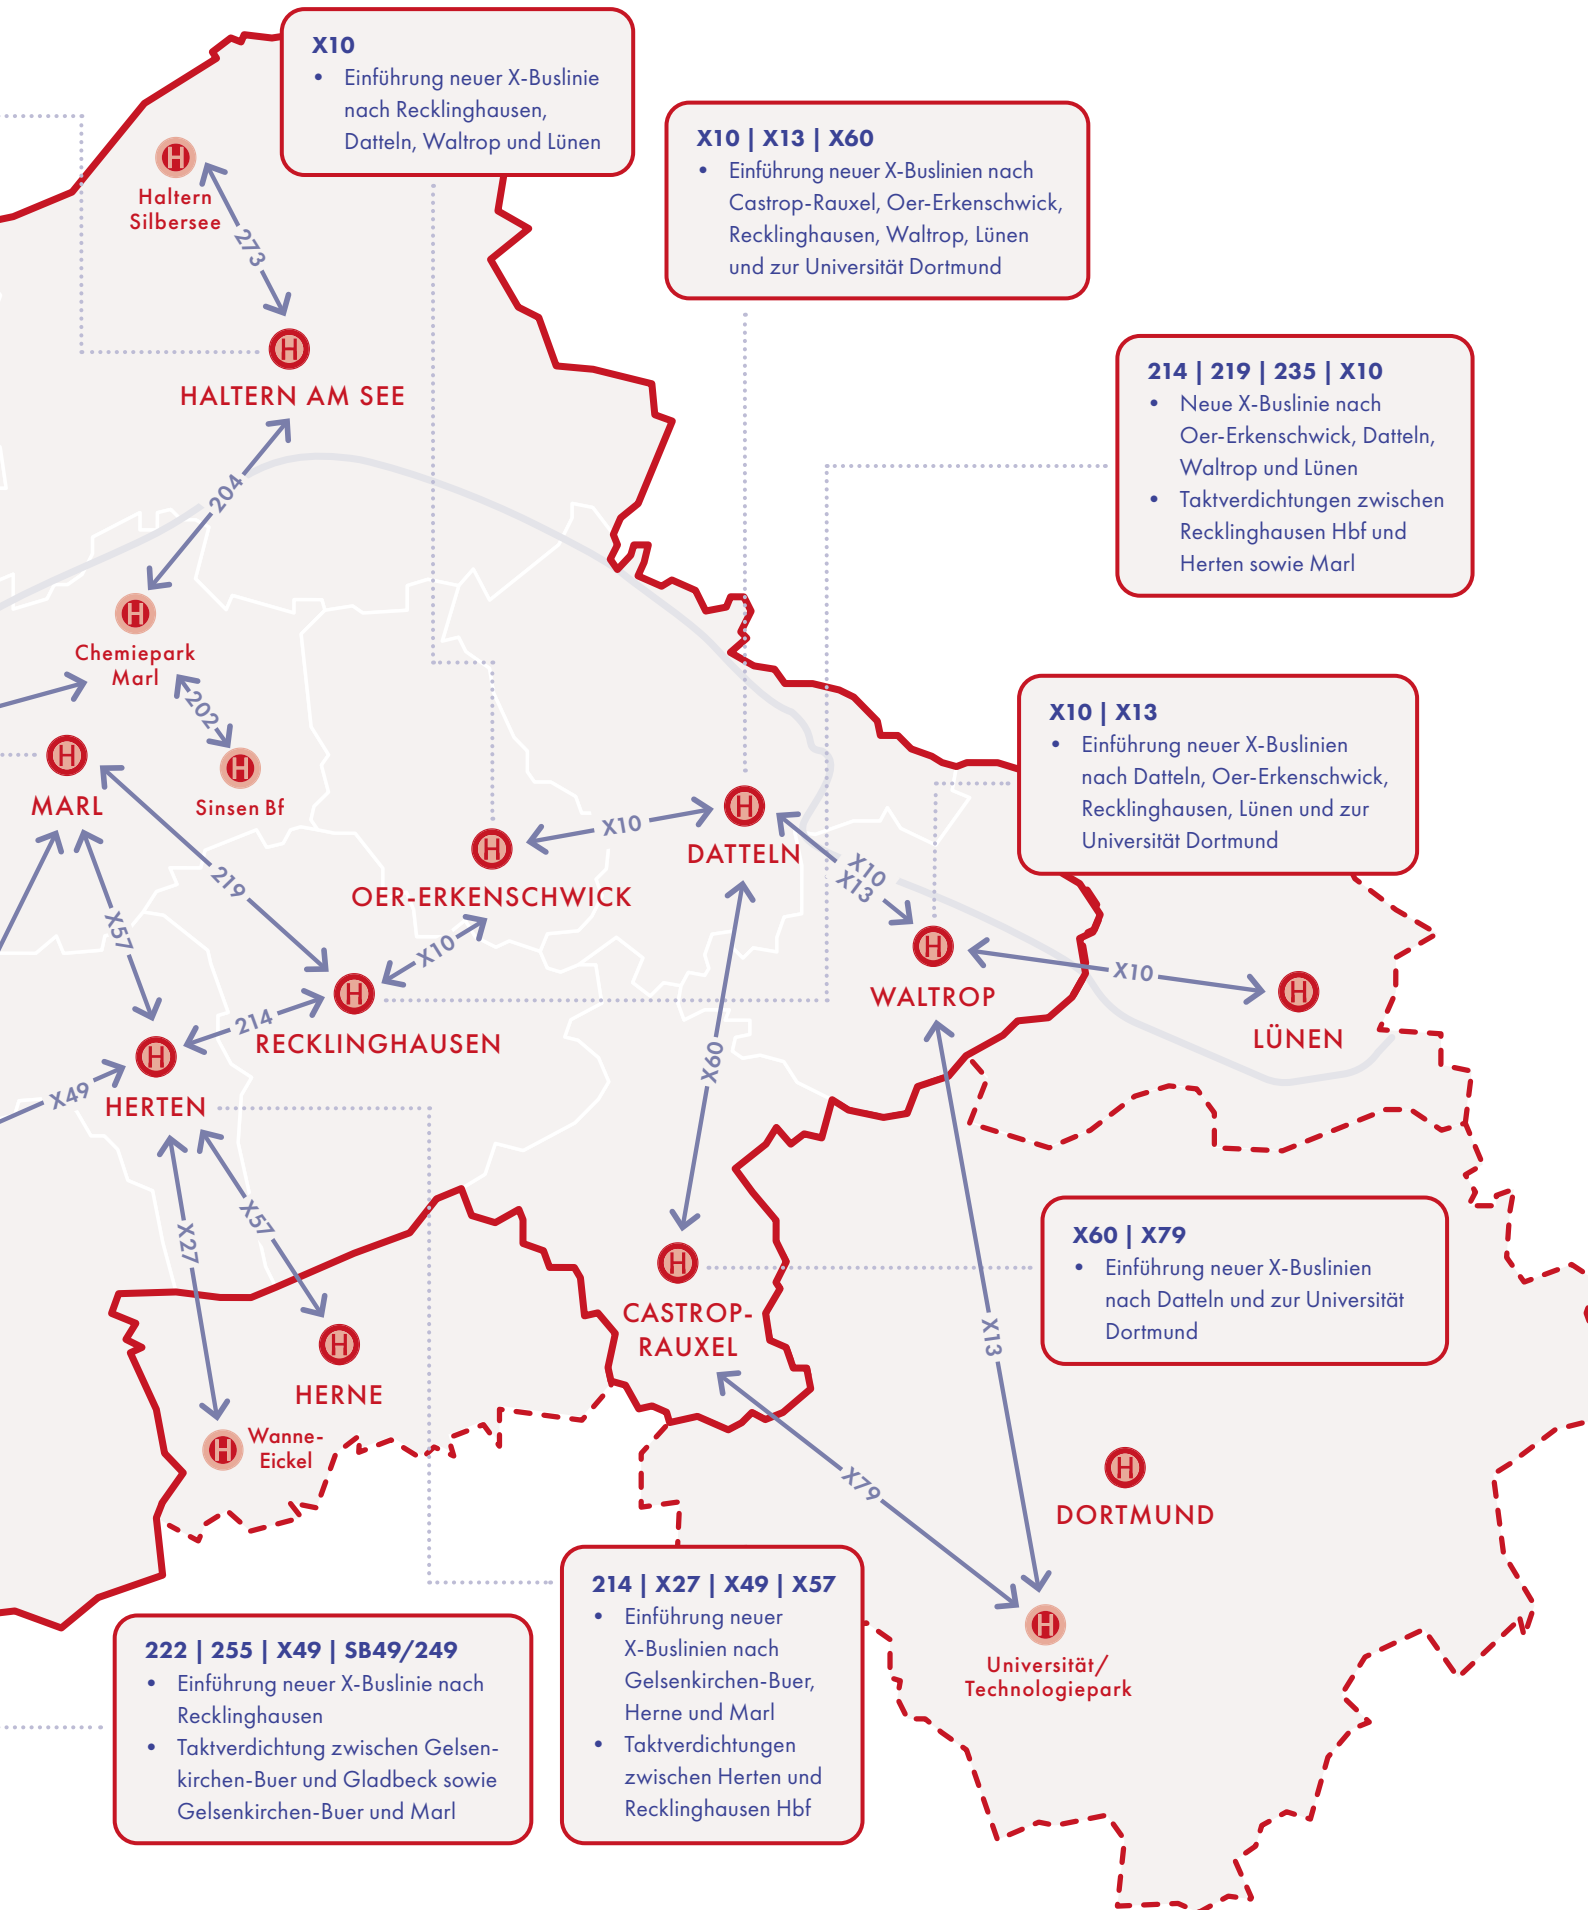 X10
• Einführung neuer X-Buslinie
nach Recklinghausen,
Datteln, Waltrop und Lünen
X10 | X13 | X60
• Einführung neuer X-Buslinien nach
Castrop-Rauxel, Oer-Erkenschwick,
Recklinghausen, Waltrop, Lünen
und zur Universität Dortmund
H
Haltern
Silbersee
273
H
HALTERN AM SEE
214 | 219 | 235 | X10
• Neue X-Buslinie nach
Oer-Erkenschwick, Datteln,
Waltrop und Lünen
• Taktverdichtungen zwischen
Recklinghausen Hbf und
Herten sowie Marl
204
H
Chemiepark
Marl
202
H
MARL
H
Sinsen Bf
X10 | X13
• Einführung neuer X-Buslinien
nach Datteln, Oer-Erkenschwick,
Recklinghausen, Lünen und zur
Universität Dortmund
H
OER-ERKENSCHWICK
X10
H
DATTELN
X10
X13
219
X57
X10
H
WALTROP
X10
H
LÜNEN
H
RECKLINGHAUSEN
214
H
HERTEN
X49
X60
X57
X27
X60 | X79
• Einführung neuer X-Buslinien
nach Datteln und zur Universität
Dortmund
H
CASTROP-
RAUXEL
X13
H
HERNE
H
Wanne-
Eickel
X79
H
DORTMUND
H
Universität/
Technologiepark
222 | 255 | X49 | SB49/249
• Einführung neuer X-Buslinie nach
Recklinghausen
• Taktverdichtung zwischen Gelsen-
kirchen-Buer und Gladbeck sowie
Gelsenkirchen-Buer und Marl
214 | X27 | X49 | X57
• Einführung neuer
X-Buslinien nach
Gelsenkirchen-Buer,
Herne und Marl
• Taktverdichtungen
zwischen Herten und
Recklinghausen Hbf